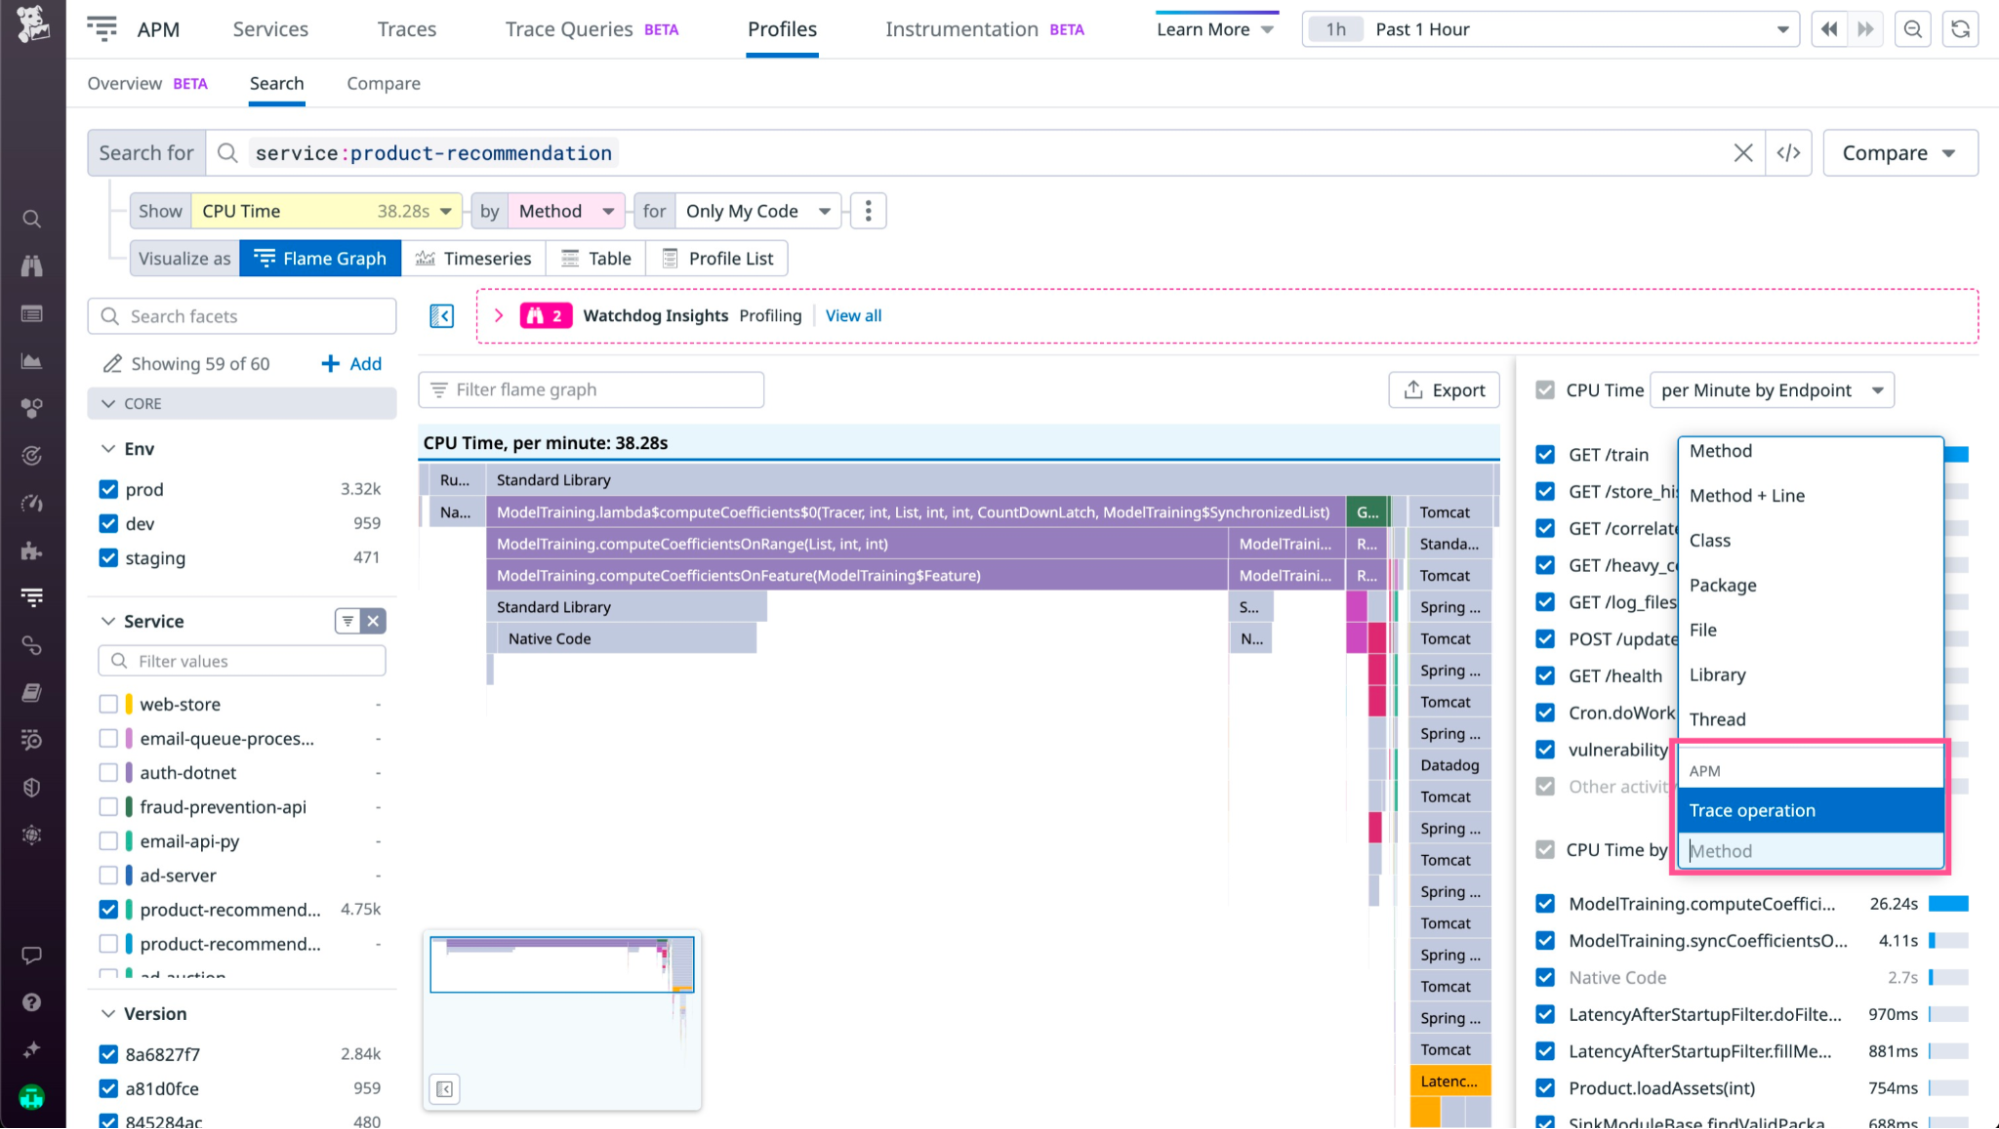 APM
Services
Traces
Trace Queries BETA
Profiles
Instrumentation BETA
Learn More
1h Past 1 Hour
Overview BETA
Search
Compare
Search for
service:product-recommendation
</>
Compare
Show CPU Time 38.28s
by Method
for Only My Code
Visualize as
Flame Graph
Timeseries
Table
Profile List
Search facets
2 Watchdog Insights Profiling View all
Showing 59 of 60
Add
CORE
Env
prod 3.32k
dev 959
staging 471
Service
Filter values
web-store -
email-queue-proces... -
auth-dotnet -
fraud-prevention-api -
email-api-py -
ad-server -
product-recommend... 4.75k
product-recommend... -
ad-auction
Version
8a6827f7 2.84k
a81d0fce 959
845284ac 480
Filter flame graph
Export
CPU Time, per minute: 38.28s
Ru... Standard Library
Na... ModelTraining.lambda$computeCoefficients$0(Tracer, int, List, int, int, CountDownLatch, ModelTraining$SynchronizedList) G... Tomcat
ModelTraining.computeCoefficientsOnRange(List, int, int) ModelTraini... R... Standa...
ModelTraining.computeCoefficientsOnFeature(ModelTraining$Feature) ModelTraini... R... Tomcat
Standard Library S... Spring ...
Native Code N... Tomcat
Spring ...
Tomcat
Spring ...
Datadog
Tomcat
Spring ...
Tomcat
Spring ...
Tomcat
Spring ...
Tomcat
Spring ...
Tomcat
Latenc...
CPU Time per Minute by Endpoint
GET /train
GET /store_his
GET /correlate
GET /heavy_c
GET /log_files
POST /update
GET /health
Cron.doWork
vulnerability
Other activit
Method
Method + Line
Class
Package
File
Library
Thread
APM
Trace operation
Method
CPU Time by
ModelTraining.computeCoeffici... 26.24s
ModelTraining.syncCoefficientsO... 4.11s
Native Code 2.7s
LatencyAfterStartupFilter.doFilte... 970ms
LatencyAfterStartupFilter.fillMe... 881ms
Product.loadAssets(int) 754ms
SinkModuleBase.findValidPacka 688ms